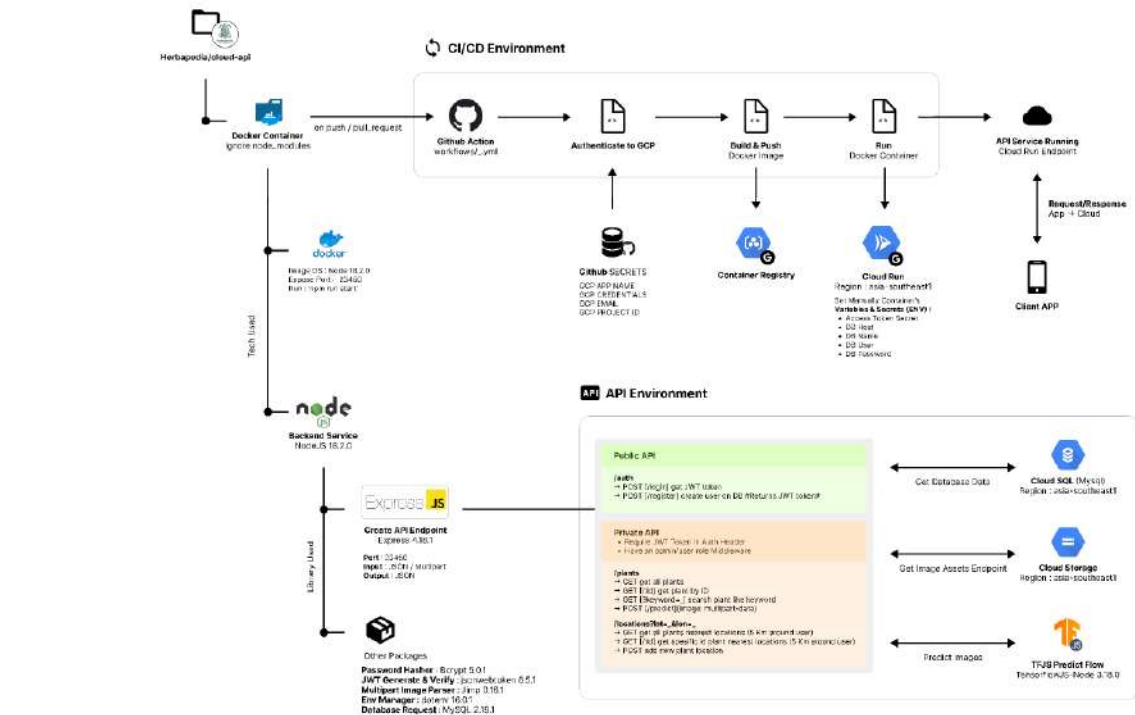 Herbapedia/cloud-api
CI/CD Environment
Docker Container
ignore node_modules
on push / pull_request
Github Action
workflows/_.yml
Authenticate to GCP
Build & Push
Docker Image
Run
Docker Container
API Service Running
Cloud Run Endpoint
Request/Response
App → Cloud
Client APP
docker
Image OS : Node 16.2.0
Expose Port : 23450
Run : npm run start
Github SECRETS
GCP APP NAME
GCP CREDENTIALS
GCP EMAIL
GCP PROJECT ID
Container Registry
Cloud Run
Region : asia-southeast1
Set Manually Container's
Variables & Secrets (ENV) :
• Access Token Secret
• DB Host
• DB Name
• DB User
• DB Password
Tech Used
node
JS
Backend Service
NodeJS 16.2.0
Library Used
Express JS
Create API Endpoint
Express 4.18.1
Port :
Input : JSON / Multipart
Output : JSON
Other Packages
Password Hasher : Bcrypt 5.0.1
JWT Generate & Verify : jsonwebtoken 8.5.1
Multipart Image Parser : Jimp 0.16.1
Env Manager : dotenv 16.0.1
Database Request : MySQL 2.18.1
API
API Environment
Public API
/auth
→ POST [/login] get JWT token
→ POST [/register] create user on DB #Returns JWT token#
Private API
• Require JWT Token in Auth Header
• Have an admin/user role Middleware
/plants
→ GET get all plants
→ GET [/:id] get plant by ID
→ GET [?keyword=_] search plant like keyword
→ POST [/predict](image: multipart-data)
/locations?lat=_&lon=_
→ GET get all plants nearest locations (5 Km around user)
→ GET [/:id] get specific id plant nearest locations (5 Km around user)
→ POST add new plant location
Get Database Data
Cloud SQL (Mysql)
Region : asia-southeast1
Get Image Assets Endpoint
Cloud Storage
Region : asia-southeast1
Predict Images
TFJS Predict Flow
TensorflowJS-Node 3.18.0